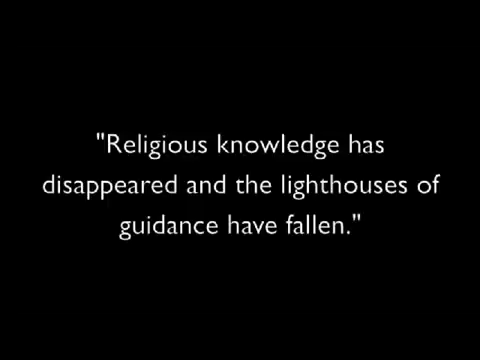 "Religious knowledge has
disappeared and the lighthouses of
guidance have fallen."